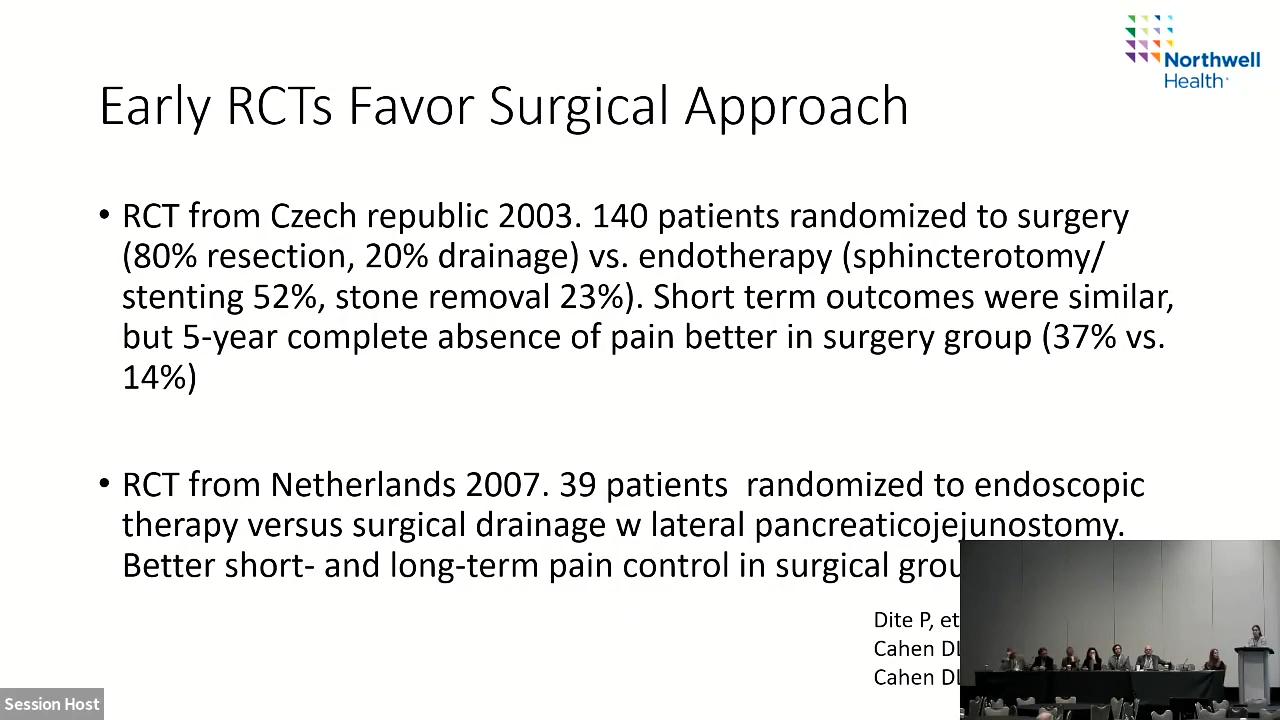 Northwell
Health
Early RCTs Favor Surgical Approach
• RCT from Czech republic 2003. 140 patients randomized to surgery
(80% resection, 20% drainage) vs. endotherapy (sphincterotomy/
stenting 52%, stone removal 23%). Short term outcomes were similar,
but 5-year complete absence of pain better in surgery group (37% vs.
14%)
• RCT from Netherlands 2007. 39 patients randomized to endoscopic
therapy versus surgical drainage w lateral pancreaticojejunostomy.
Better short- and long-term pain control in surgical
Dite P, et
Cahen
Cahen
Session Host